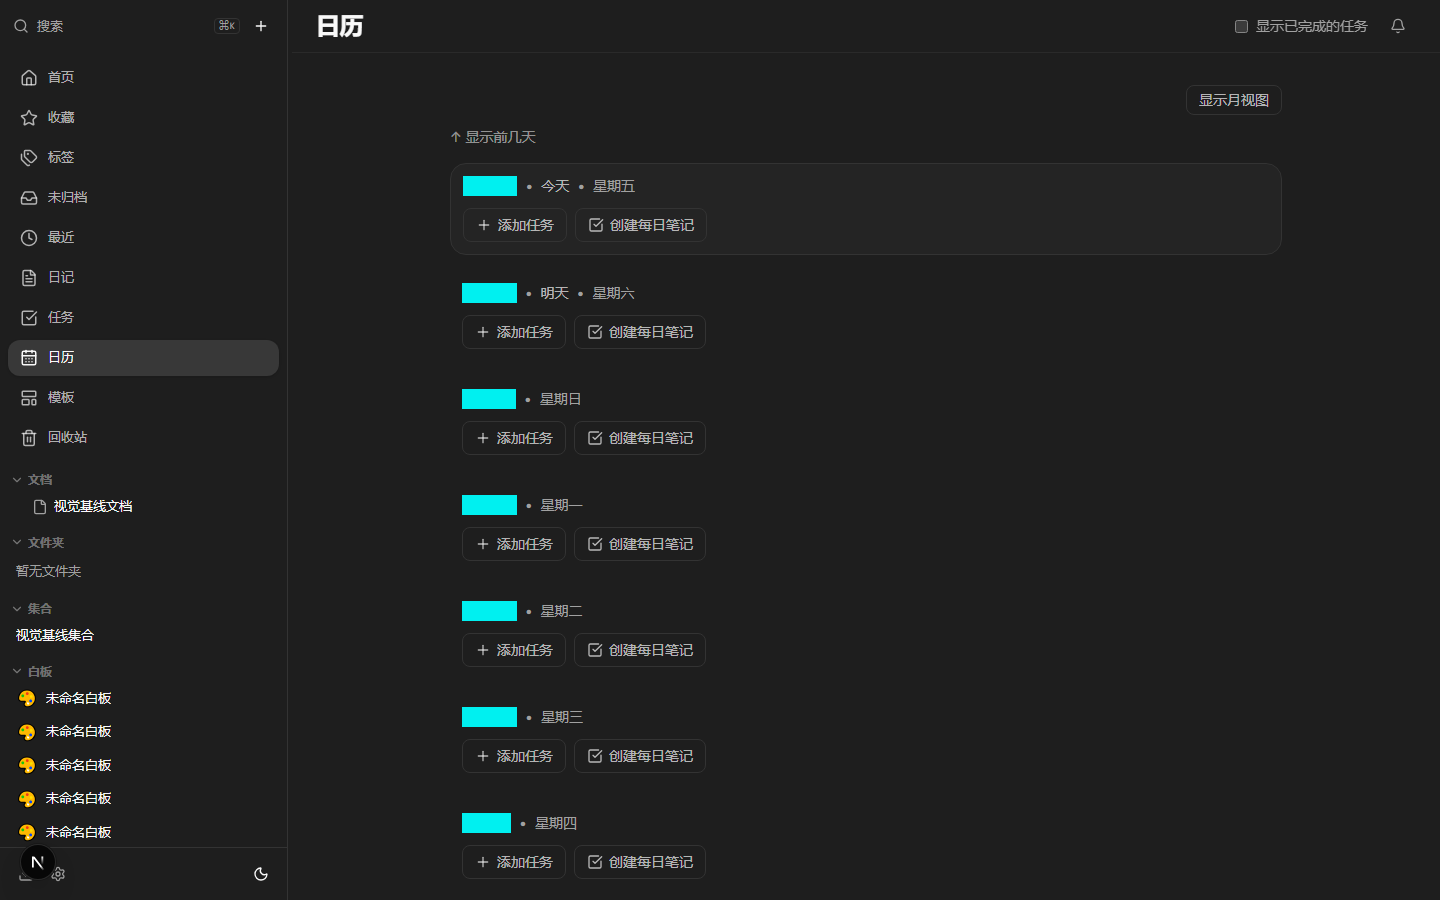 搜索 ⌘K
首页
收藏
标签
未归档
最近
日记
任务
日历
模板
回收站
文档
视觉基线文档
文件夹
暂无文件夹
集合
视觉基线集合
白板
未命名白板
未命名白板
未命名白板
未命名白板
未命名白板
N
日历
显示已完成的任务
显示月视图
↑ 显示前几天
• 今天 • 星期五
+ 添加任务 创建每日笔记
• 明天 • 星期六
+ 添加任务 创建每日笔记
• 星期日
+ 添加任务 创建每日笔记
• 星期一
+ 添加任务 创建每日笔记
• 星期二
+ 添加任务 创建每日笔记
• 星期三
+ 添加任务 创建每日笔记
• 星期四
+ 添加任务 创建每日笔记